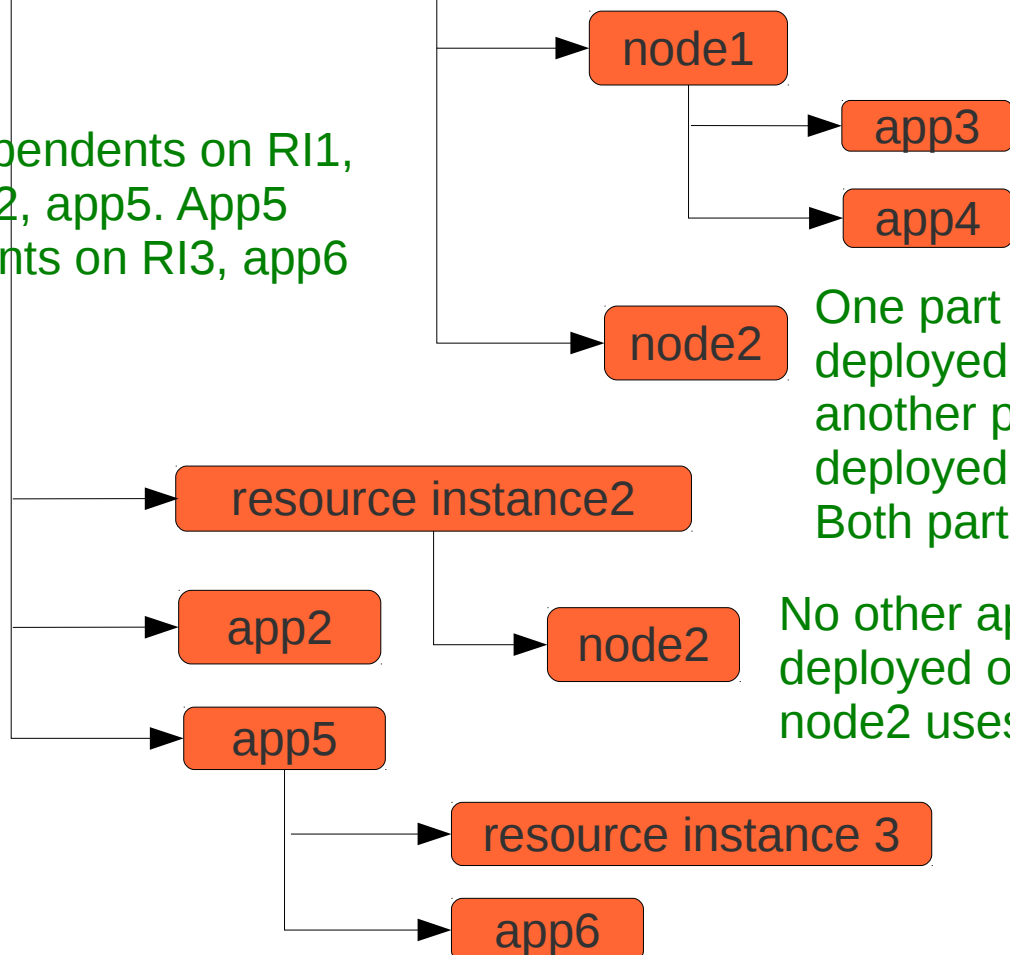 node1
app3
app4
pendents on RI1,
2, app5. App5
nts on RI3, app6
node2
One part
deployed
another p
deployed
Both part
resource instance2
app2
node2
No other ap
deployed o
node2 uses
app5
resource instance 3
app6